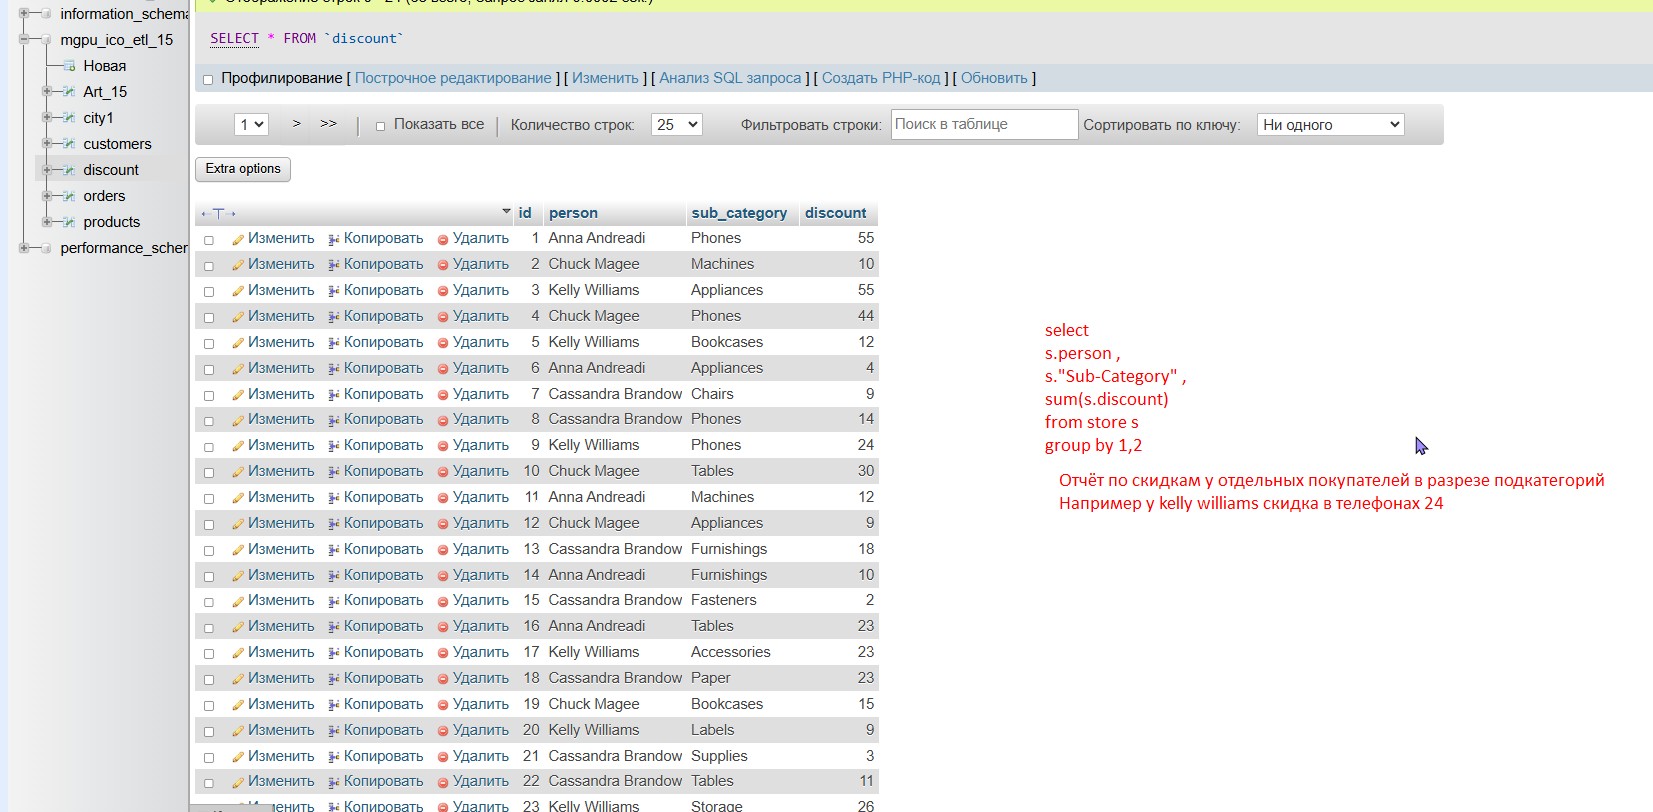 information_schema
mgpu_ico_etl_15
Новая
Art_15
city1
customers
discount
orders
products
performance_scher
SELECT * FROM `discount`
Профилирование [ Построчное редактирование ] [ Изменить ] [ Анализ SQL запроса ] [ Создать PHP-код ] [ Обновить ]
1 > >> Показать все Количество строк: 25 Фильтровать строки: Поиск в таблице Сортировать по ключу: Ни одного
Extra options
←T→ id person sub_category discount
Изменить Копировать Удалить 1 Anna Andreadi Phones 55
Изменить Копировать Удалить 2 Chuck Magee Machines 10
Изменить Копировать Удалить 3 Kelly Williams Appliances 55
Изменить Копировать Удалить 4 Chuck Magee Phones 44
Изменить Копировать Удалить 5 Kelly Williams Bookcases 12
Изменить Копировать Удалить 6 Anna Andreadi Appliances 4
Изменить Копировать Удалить 7 Cassandra Brandow Chairs 9
Изменить Копировать Удалить 8 Cassandra Brandow Phones 14
Изменить Копировать Удалить 9 Kelly Williams Phones 24
Изменить Копировать Удалить 10 Chuck Magee Tables 30
Изменить Копировать Удалить 11 Anna Andreadi Machines 12
Изменить Копировать Удалить 12 Chuck Magee Appliances 9
Изменить Копировать Удалить 13 Cassandra Brandow Furnishings 18
Изменить Копировать Удалить 14 Anna Andreadi Furnishings 10
Изменить Копировать Удалить 15 Cassandra Brandow Fasteners 2
Изменить Копировать Удалить 16 Anna Andreadi Tables 23
Изменить Копировать Удалить 17 Kelly Williams Accessories 23
Изменить Копировать Удалить 18 Cassandra Brandow Paper 23
Изменить Копировать Удалить 19 Chuck Magee Bookcases 15
Изменить Копировать Удалить 20 Kelly Williams Labels 9
Изменить Копировать Удалить 21 Cassandra Brandow Supplies 3
Изменить Копировать Удалить 22 Cassandra Brandow Tables 11
Изменить Копировать Удалить 23 Kelly Williams Storage 26
select
s.person ,
s."Sub-Category" ,
sum(s.discount)
from store s
group by 1,2
Отчёт по скидкам у отдельных покупателей в разрезе подкатегорий
Например у kelly williams скидка в телефонах 24